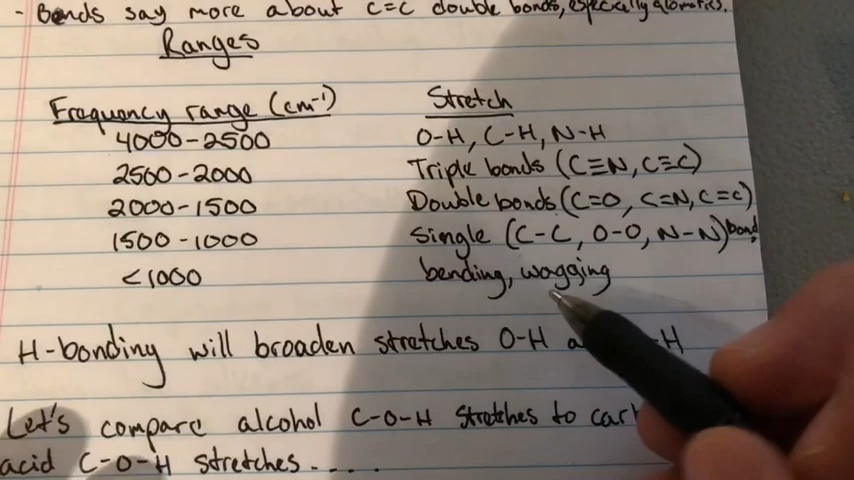 - Bonds say more about C=C double bonds, especially aromatics.
Ranges
Frequency range (cm⁻¹) Stretch
4000-2500 O-H, C-H, N-H
2500-2000 Triple bonds (C≡N, C≡C)
2000-1500 Double bonds (C=O, C=N, C=C)
1500-1000 Single (C-C, O-O, N-N) bond
<1000 bending, wagging
H-bonding will broaden stretches O-H -H
Let's compare alcohol C-O-H stretches to
acid C-O-H stretches.....